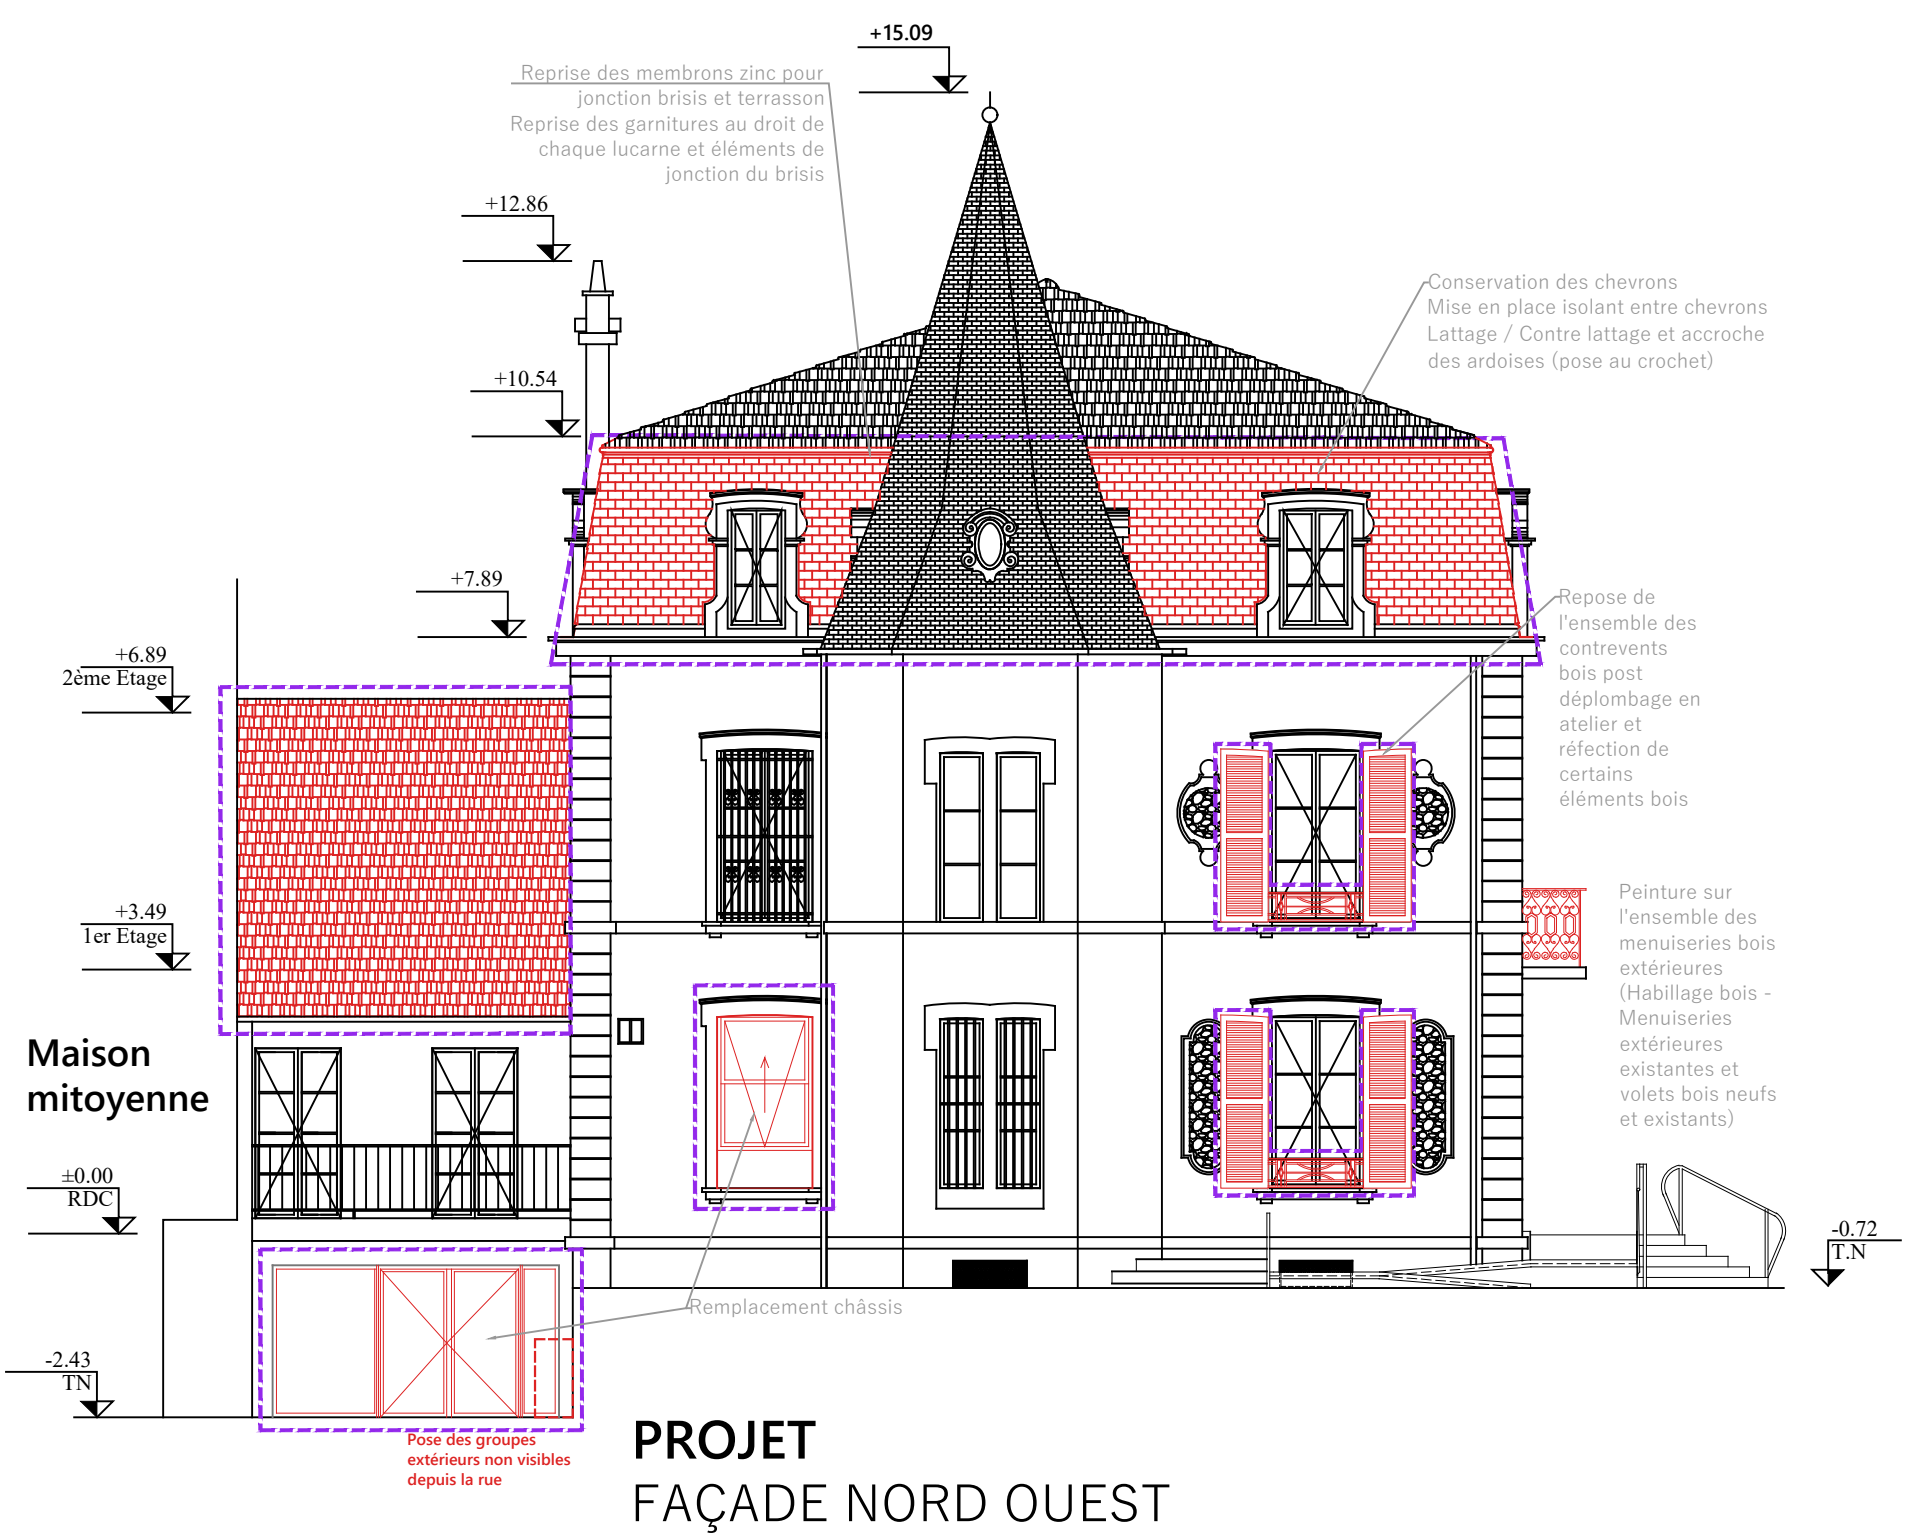 +15.09
Reprise des membrons zinc pour
jonction brisis et terrasson
Reprise des garnitures au droit de
chaque lucarne et éléments de
jonction du brisis
+12.86
Conservation des chevrons
Mise en place isolant entre chevrons
Lattage / Contre lattage et accroche
des ardoises (pose au crochet)
+10.54
+7.89
Repose de
l'ensemble des
contrevents
bois post
déplombage en
atelier et
réfection de
certains
éléments bois
+6.89
2ème Etage
+3.49
1er Etage
Peinture sur
l'ensemble des
menuiseries bois
extérieures
(Habillage bois -
Menuiseries
extérieures
existantes et
volets bois neufs
et existants)
Maison
mitoyenne
±0.00
RDC
-0.72
T.N
Remplacement châssis
-2.43
TN
Pose des groupes
extérieurs non visibles
depuis la rue
PROJET
FAÇADE NORD OUEST